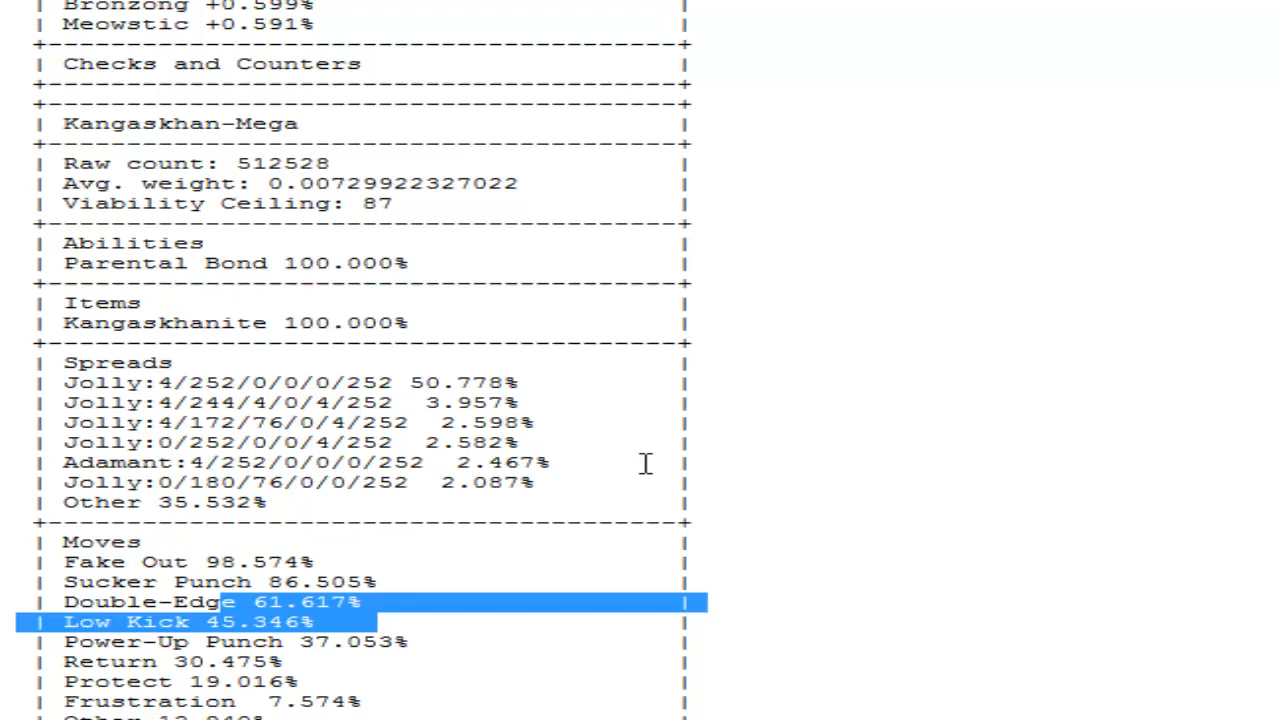 | Bronzong +0.599% |
| Meowstic +0.591% |
+-----------------------------------------+
| Checks and Counters |
+-----------------------------------------+
+-----------------------------------------+
| Kangaskhan-Mega |
+-----------------------------------------+
| Raw count: 512528 |
| Avg. weight: 0.00729922327022 |
| Viability Ceiling: 87 |
+-----------------------------------------+
| Abilities |
| Parental Bond 100.000% |
+-----------------------------------------+
| Items |
| Kangaskhanite 100.000% |
+-----------------------------------------+
| Spreads |
| Jolly:4/252/0/0/0/252 50.778% |
| Jolly:4/244/4/0/4/252  3.957% |
| Jolly:4/172/76/0/4/252  2.598% |
| Jolly:0/252/0/0/4/252  2.582% |
| Adamant:4/252/0/0/0/252  2.467% |
| Jolly:0/180/76/0/0/252  2.087% |
| Other 35.532% |
+-----------------------------------------+
| Moves |
| Fake Out 98.574% |
| Sucker Punch 86.505% |
| Double-Edge 61.617% |
| Low Kick 45.346% |
| Power-Up Punch 37.053% |
| Return 30.475% |
| Protect 19.016% |
| Frustration  7.574% |
| Other